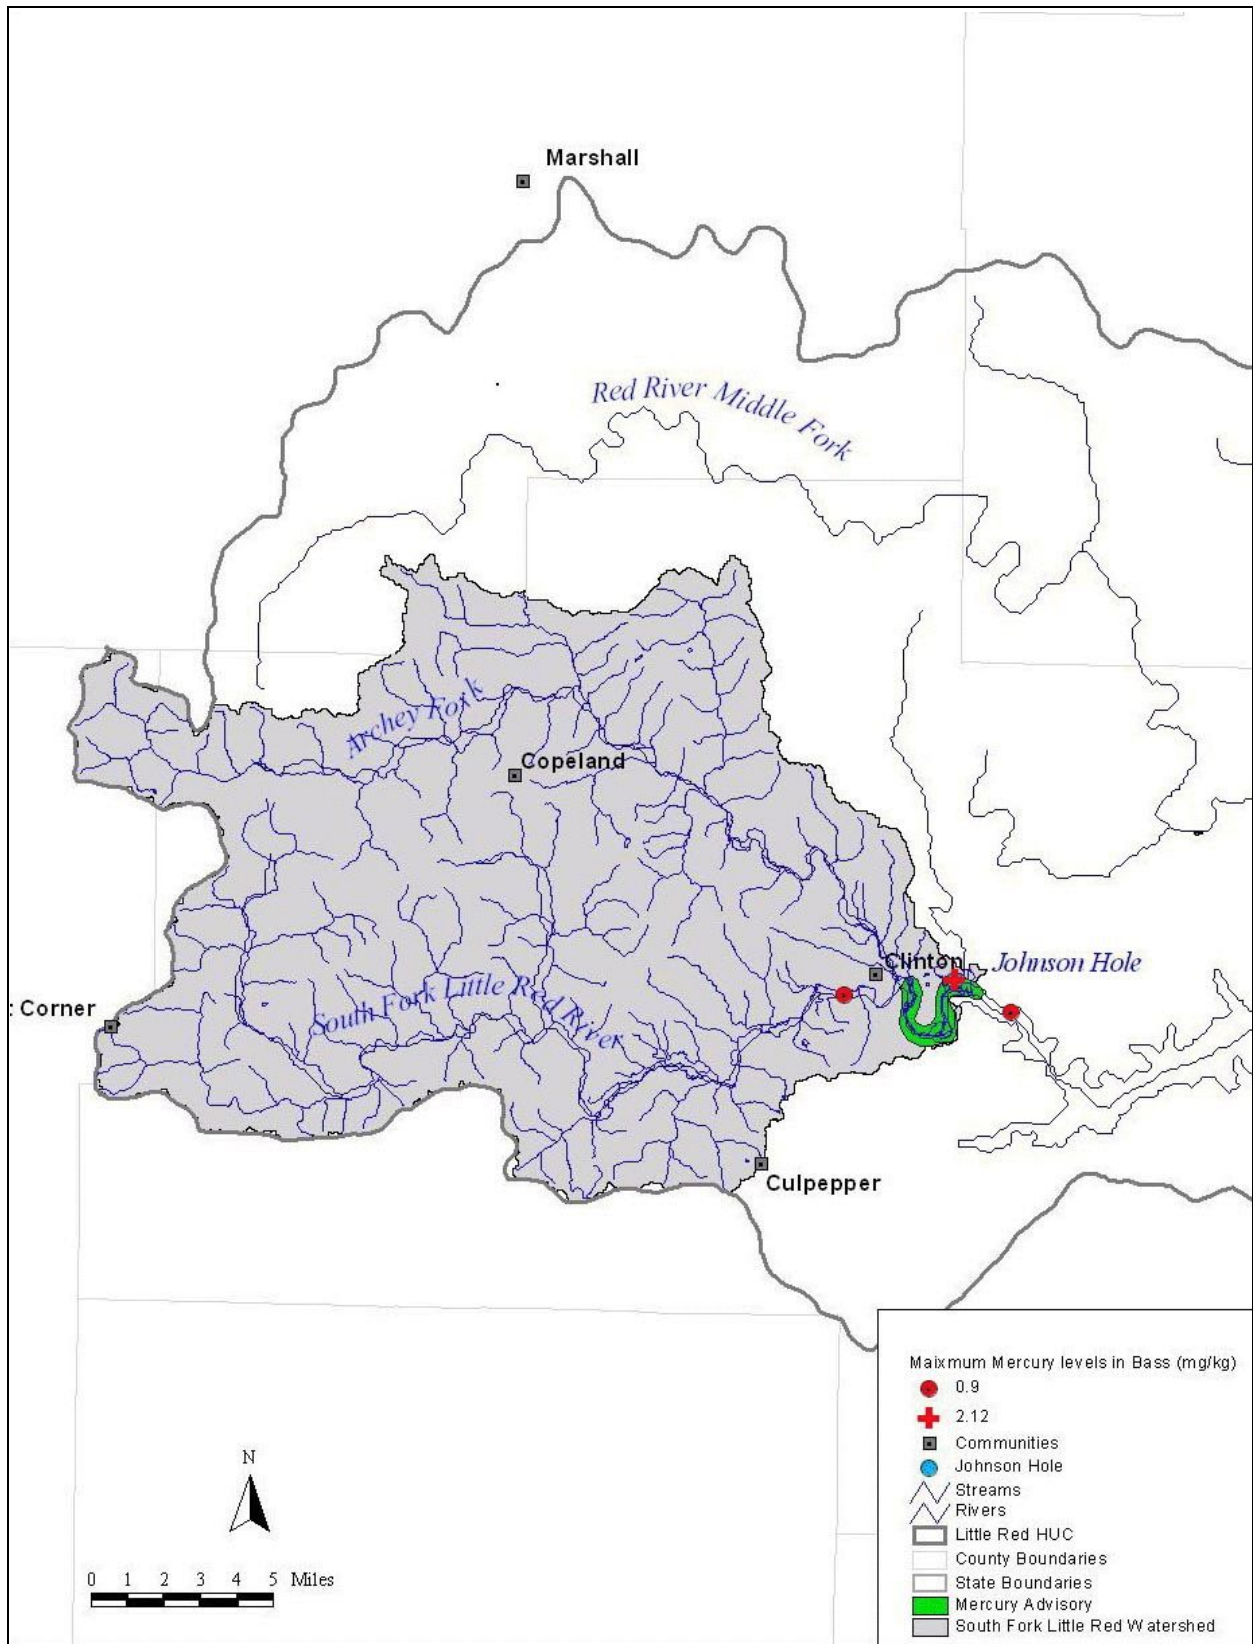 Marshall
Red River Middle Fork
Archey Fork
Copeland
Clinton
Johnson Hole
: Corner
South Fork Little Red River
Culpepper
Maixmum Mercury levels in Bass (mg/kg)
0.9
2.12
Communities
Johnson Hole
Streams
Rivers
Little Red HUC
County Boundaries
State Boundaries
Mercury Advisory
South Fork Little Red Watershed
N
0 1 2 3 4 5 Miles